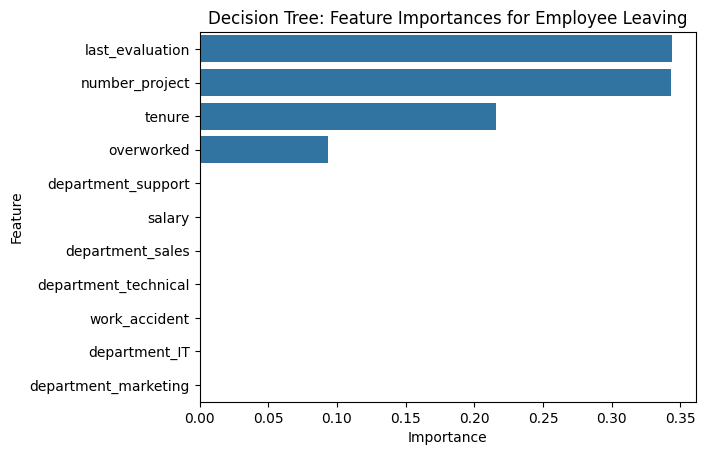 Decision Tree: Feature Importances for Employee Leaving
last_evaluation
number_project
tenure
overworked
department_support
salary
department_sales
department_technical
work_accident
department_IT
department_marketing
Feature
0.00 0.05 0.10 0.15 0.20 0.25 0.30 0.35
Importance